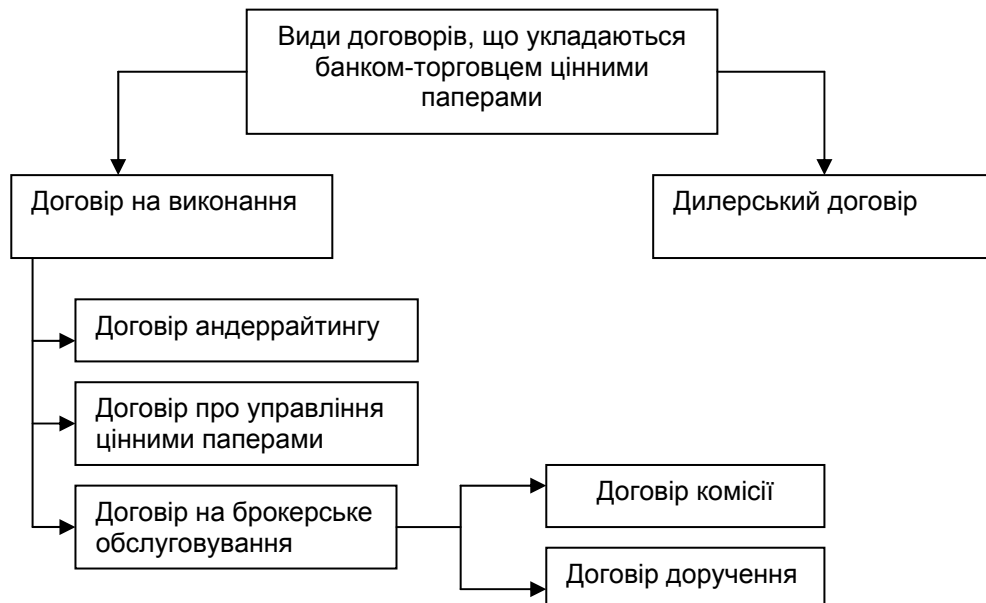 Види договорів, що укладаються
банком-торговцем цінними
паперами
Договір на виконання
Дилерський договір
Договір андеррайтингу
Договір про управління
цінними паперами
Договір на брокерське
обслуговування
Договір комісії
Договір доручення